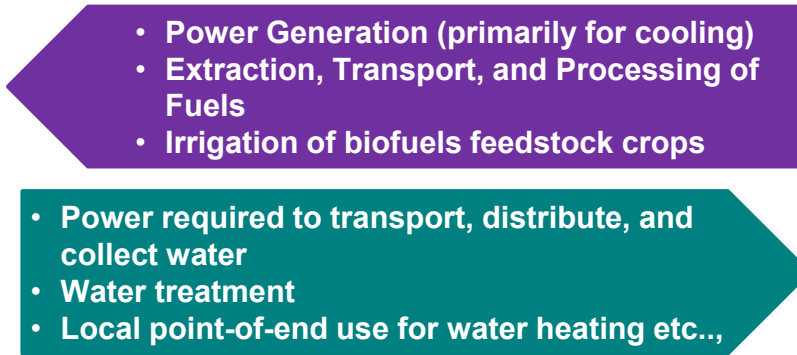 • Power Generation (primarily for cooling)
• Extraction, Transport, and Processing of
Fuels
• Irrigation of biofuels feedstock crops
• Power required to transport, distribute, and
collect water
• Water treatment
• Local point-of-end use for water heating etc..,